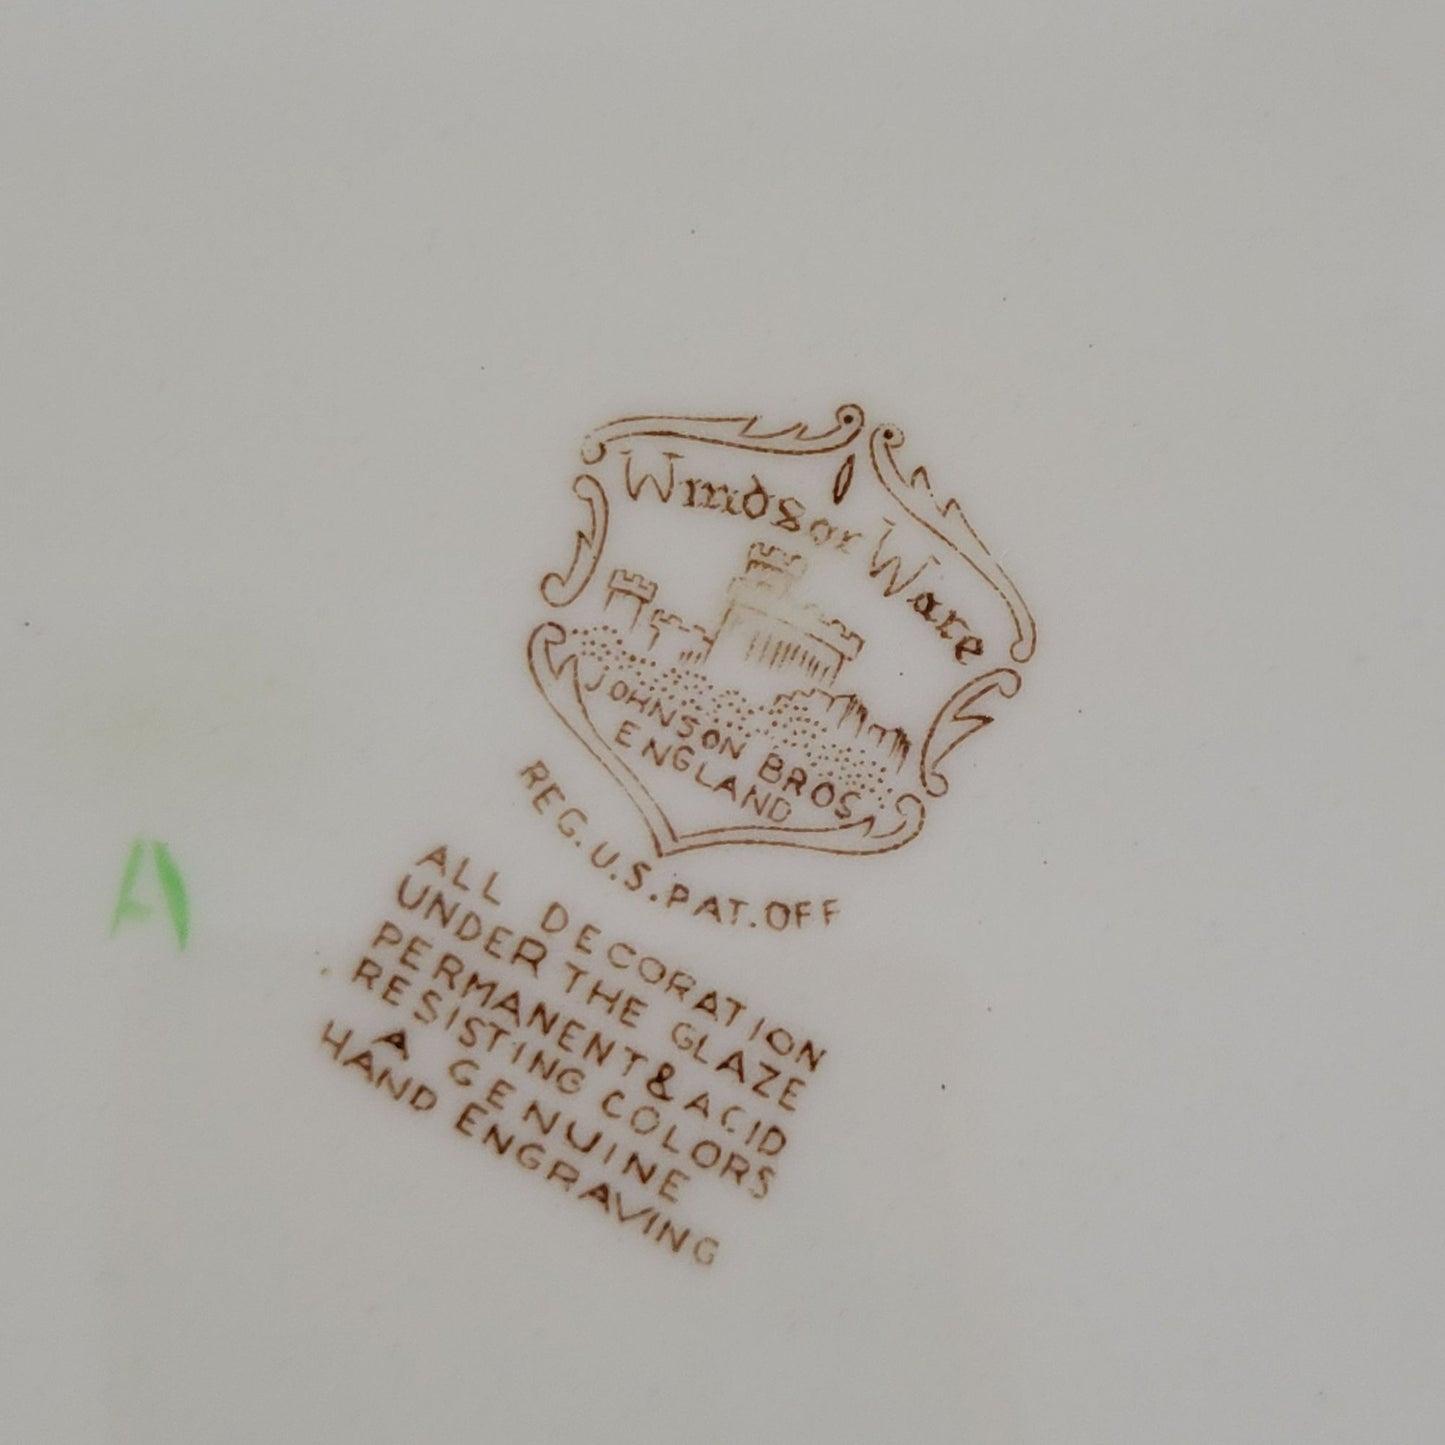 Windsor Ware
JOHNSON BROS
ENGLAND
REG. U.S. PAT. OFF
ALL DECORATION
UNDER THE GLAZE
PERMANENT & ACID
RESISTING COLORS
A GENUINE
HAND ENGRAVING
A